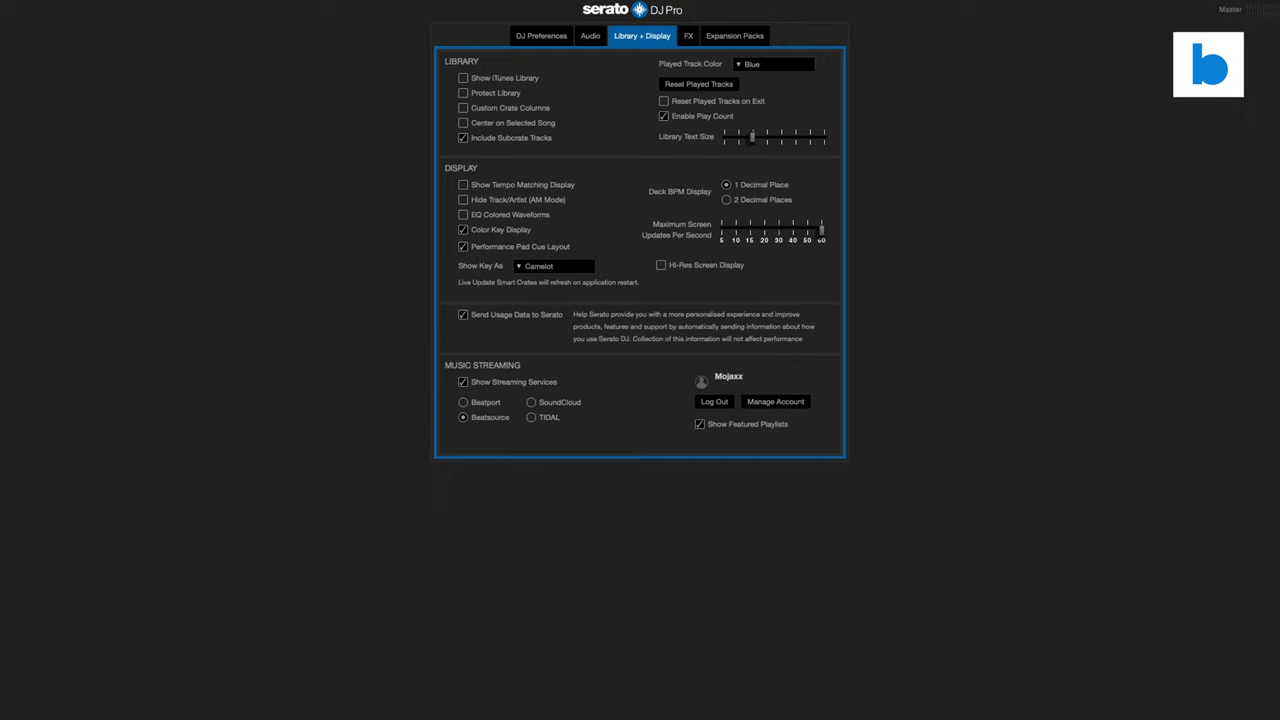 serato DJ Pro
Master
DJ Preferences Audio Library + Display FX Expansion Packs
LIBRARY
Show iTunes Library
Protect Library
Custom Crate Columns
Center on Selected Song
Include Subcrate Tracks
Played Track Color Blue
Reset Played Tracks
Reset Played Tracks on Exit
Enable Play Count
Library Text Size
DISPLAY
Show Tempo Matching Display
Hide Track/Artist (AM Mode)
EQ Colored Waveforms
Color Key Display
Performance Pad Cue Layout
Show Key As Camelot
Live Update Smart Crates will refresh on application restart.
Deck BPM Display
1 Decimal Place
2 Decimal Places
Maximum Screen
Updates Per Second
5 10 15 20 30 40 50 60
Hi-Res Screen Display
Send Usage Data to Serato
Help Serato provide you with a more personalised experience and improve
products, features and support by automatically sending information about how
you use Serato DJ. Collection of this information will not affect performance
MUSIC STREAMING
Show Streaming Services
Beatport SoundCloud
Beatsource TIDAL
Mojaxx
Log Out Manage Account
Show Featured Playlists
b